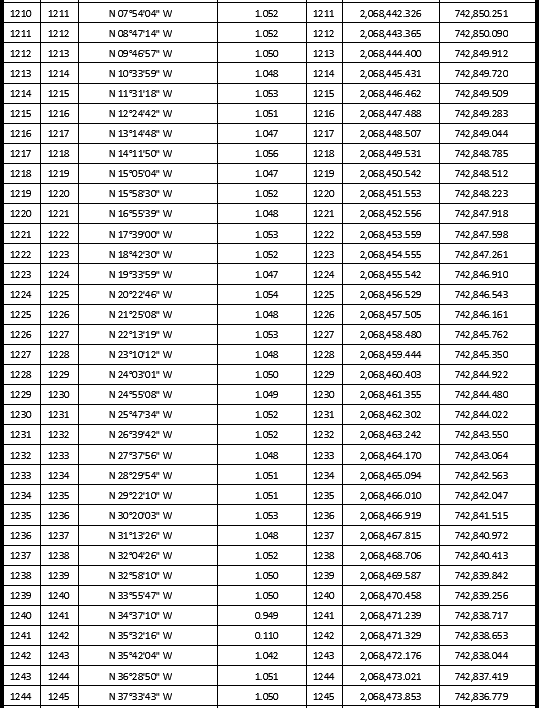 1210 1211 N 07°54'04" W 1.052 1211 2,068,442.326 742,850.251
1211 1212 N 08°47'14" W 1.052 1212 2,068,443.365 742,850.090
1212 1213 N 09°46'57" W 1.050 1213 2,068,444.400 742,849.912
1213 1214 N 10°33'59" W 1.048 1214 2,068,445.431 742,849.720
1214 1215 N 11°31'18" W 1.053 1215 2,068,446.462 742,849.509
1215 1216 N 12°24'42" W 1.051 1216 2,068,447.488 742,849.283
1216 1217 N 13°14'48" W 1.047 1217 2,068,448.507 742,849.044
1217 1218 N 14°11'50" W 1.056 1218 2,068,449.531 742,848.785
1218 1219 N 15°05'04" W 1.047 1219 2,068,450.542 742,848.512
1219 1220 N 15°58'30" W 1.052 1220 2,068,451.553 742,848.223
1220 1221 N 16°55'39" W 1.048 1221 2,068,452.556 742,847.918
1221 1222 N 17°39'00" W 1.053 1222 2,068,453.559 742,847.598
1222 1223 N 18°42'30" W 1.052 1223 2,068,454.555 742,847.261
1223 1224 N 19°33'59" W 1.047 1224 2,068,455.542 742,846.910
1224 1225 N 20°22'46" W 1.054 1225 2,068,456.529 742,846.543
1225 1226 N 21°25'08" W 1.048 1226 2,068,457.505 742,846.161
1226 1227 N 22°13'19" W 1.053 1227 2,068,458.480 742,845.762
1227 1228 N 23°10'12" W 1.048 1228 2,068,459.444 742,845.350
1228 1229 N 24°03'01" W 1.050 1229 2,068,460.403 742,844.922
1229 1230 N 24°55'08" W 1.049 1230 2,068,461.355 742,844.480
1230 1231 N 25°47'34" W 1.052 1231 2,068,462.302 742,844.022
1231 1232 N 26°39'42" W 1.052 1232 2,068,463.242 742,843.550
1232 1233 N 27°37'56" W 1.048 1233 2,068,464.170 742,843.064
1233 1234 N 28°29'54" W 1.051 1234 2,068,465.094 742,842.563
1234 1235 N 29°22'10" W 1.051 1235 2,068,466.010 742,842.047
1235 1236 N 30°20'03" W 1.053 1236 2,068,466.919 742,841.515
1236 1237 N 31°13'26" W 1.048 1237 2,068,467.815 742,840.972
1237 1238 N 32°04'26" W 1.052 1238 2,068,468.706 742,840.413
1238 1239 N 32°58'10" W 1.050 1239 2,068,469.587 742,839.842
1239 1240 N 33°55'47" W 1.050 1240 2,068,470.458 742,839.256
1240 1241 N 34°37'10" W 0.949 1241 2,068,471.239 742,838.717
1241 1242 N 35°32'16" W 0.110 1242 2,068,471.329 742,838.653
1242 1243 N 35°42'04" W 1.042 1243 2,068,472.176 742,838.044
1243 1244 N 36°28'50" W 1.051 1244 2,068,473.021 742,837.419
1244 1245 N 37°33'43" W 1.050 1245 2,068,473.853 742,836.779